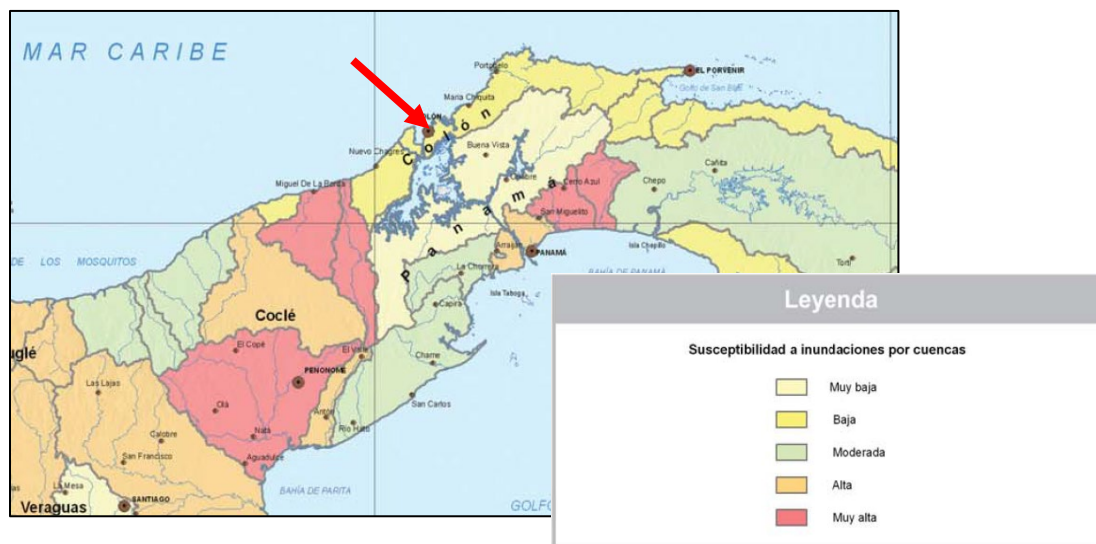 MAR CARIBE
Portobelo
EL PORVENIR
Golfo de San Blas
María Chiquita
Colón
Nuevo Chagres
Buena Vista
Cañita
Miguel De La Borda
Cerro Azul
Chepo
Panamá
San Miguelito
DE LOS MOSQUITOS
Arraiján
PANAMÁ
Isla Chepillo
La Chorrera
BAHÍA DE PANAMÁ
Tortí
Isla Taboga
Capira
Coclé
El Copé
El Valle
Chame
PENONOMÉ
Las Lajas
San Carlos
Olá
Antón
Río Hato
Natá
Calobre
San Francisco
Aguadulce
La Mesa
SANTIAGO
BAHÍA DE PARITA
Veraguas
Leyenda
Susceptibilidad a inundaciones por cuencas
Muy baja
Baja
Moderada
Alta
Muy alta